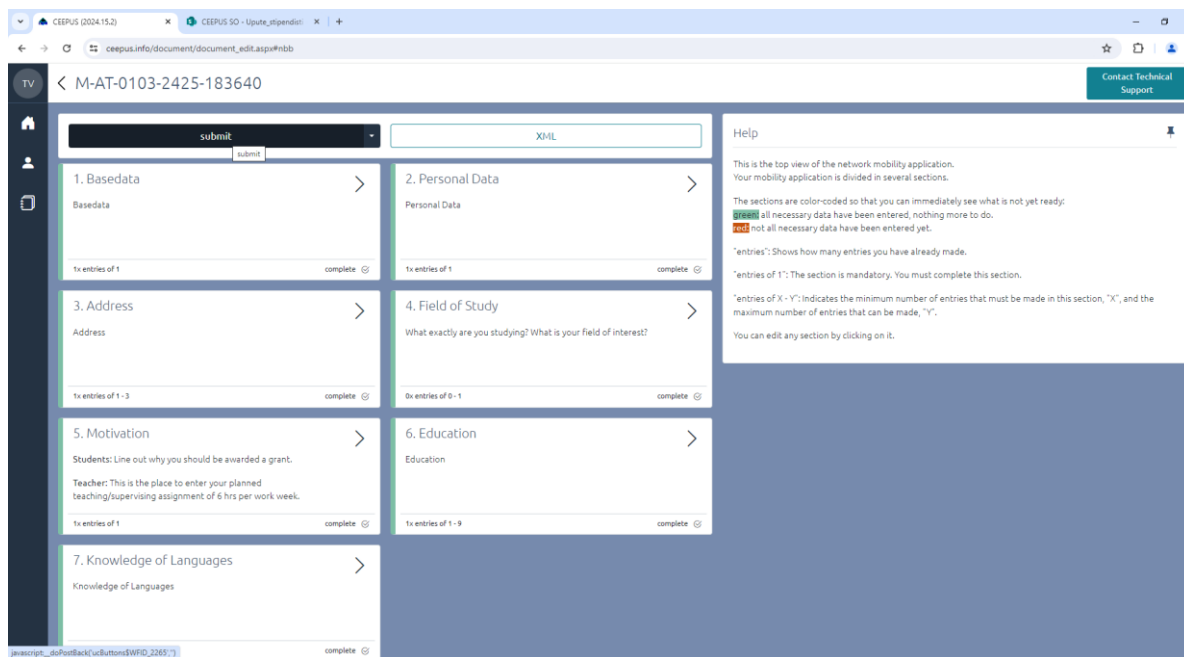 CEEPUS (2024.15.2)
CEEPUS SO - Upute_stipendisti
ceepus.info/document/document_edit.aspx#nbb
TV
M-AT-0103-2425-183640
Contact Technical
Support
submit
XML
submit
1. Basedata
Basedata
1x entries of 1
complete
2. Personal Data
Personal Data
1x entries of 1
complete
3. Address
Address
1x entries of 1 - 3
complete
4. Field of Study
What exactly are you studying? What is your field of interest?
0x entries of 0 - 1
complete
5. Motivation
Students: Line out why you should be awarded a grant.
Teacher: This is the place to enter your planned
teaching/supervising assignment of 6 hrs per work week.
1x entries of 1
complete
6. Education
Education
1x entries of 1 - 9
complete
7. Knowledge of Languages
Knowledge of Languages
complete
Help
This is the top view of the network mobility application.
Your mobility application is divided in several sections.
The sections are color-coded so that you can immediately see what is not yet ready:
green: all necessary data have been entered, nothing more to do.
red: not all necessary data have been entered yet.
"entries": Shows how many entries you have already made.
"entries of 1": The section is mandatory. You must complete this section.
"entries of X - Y": Indicates the minimum number of entries that must be made in this section, "X", and the
maximum number of entries that can be made, "Y".
You can edit any section by clicking on it.
javascript:__doPostBack('ucButtons$WFID_2265','')